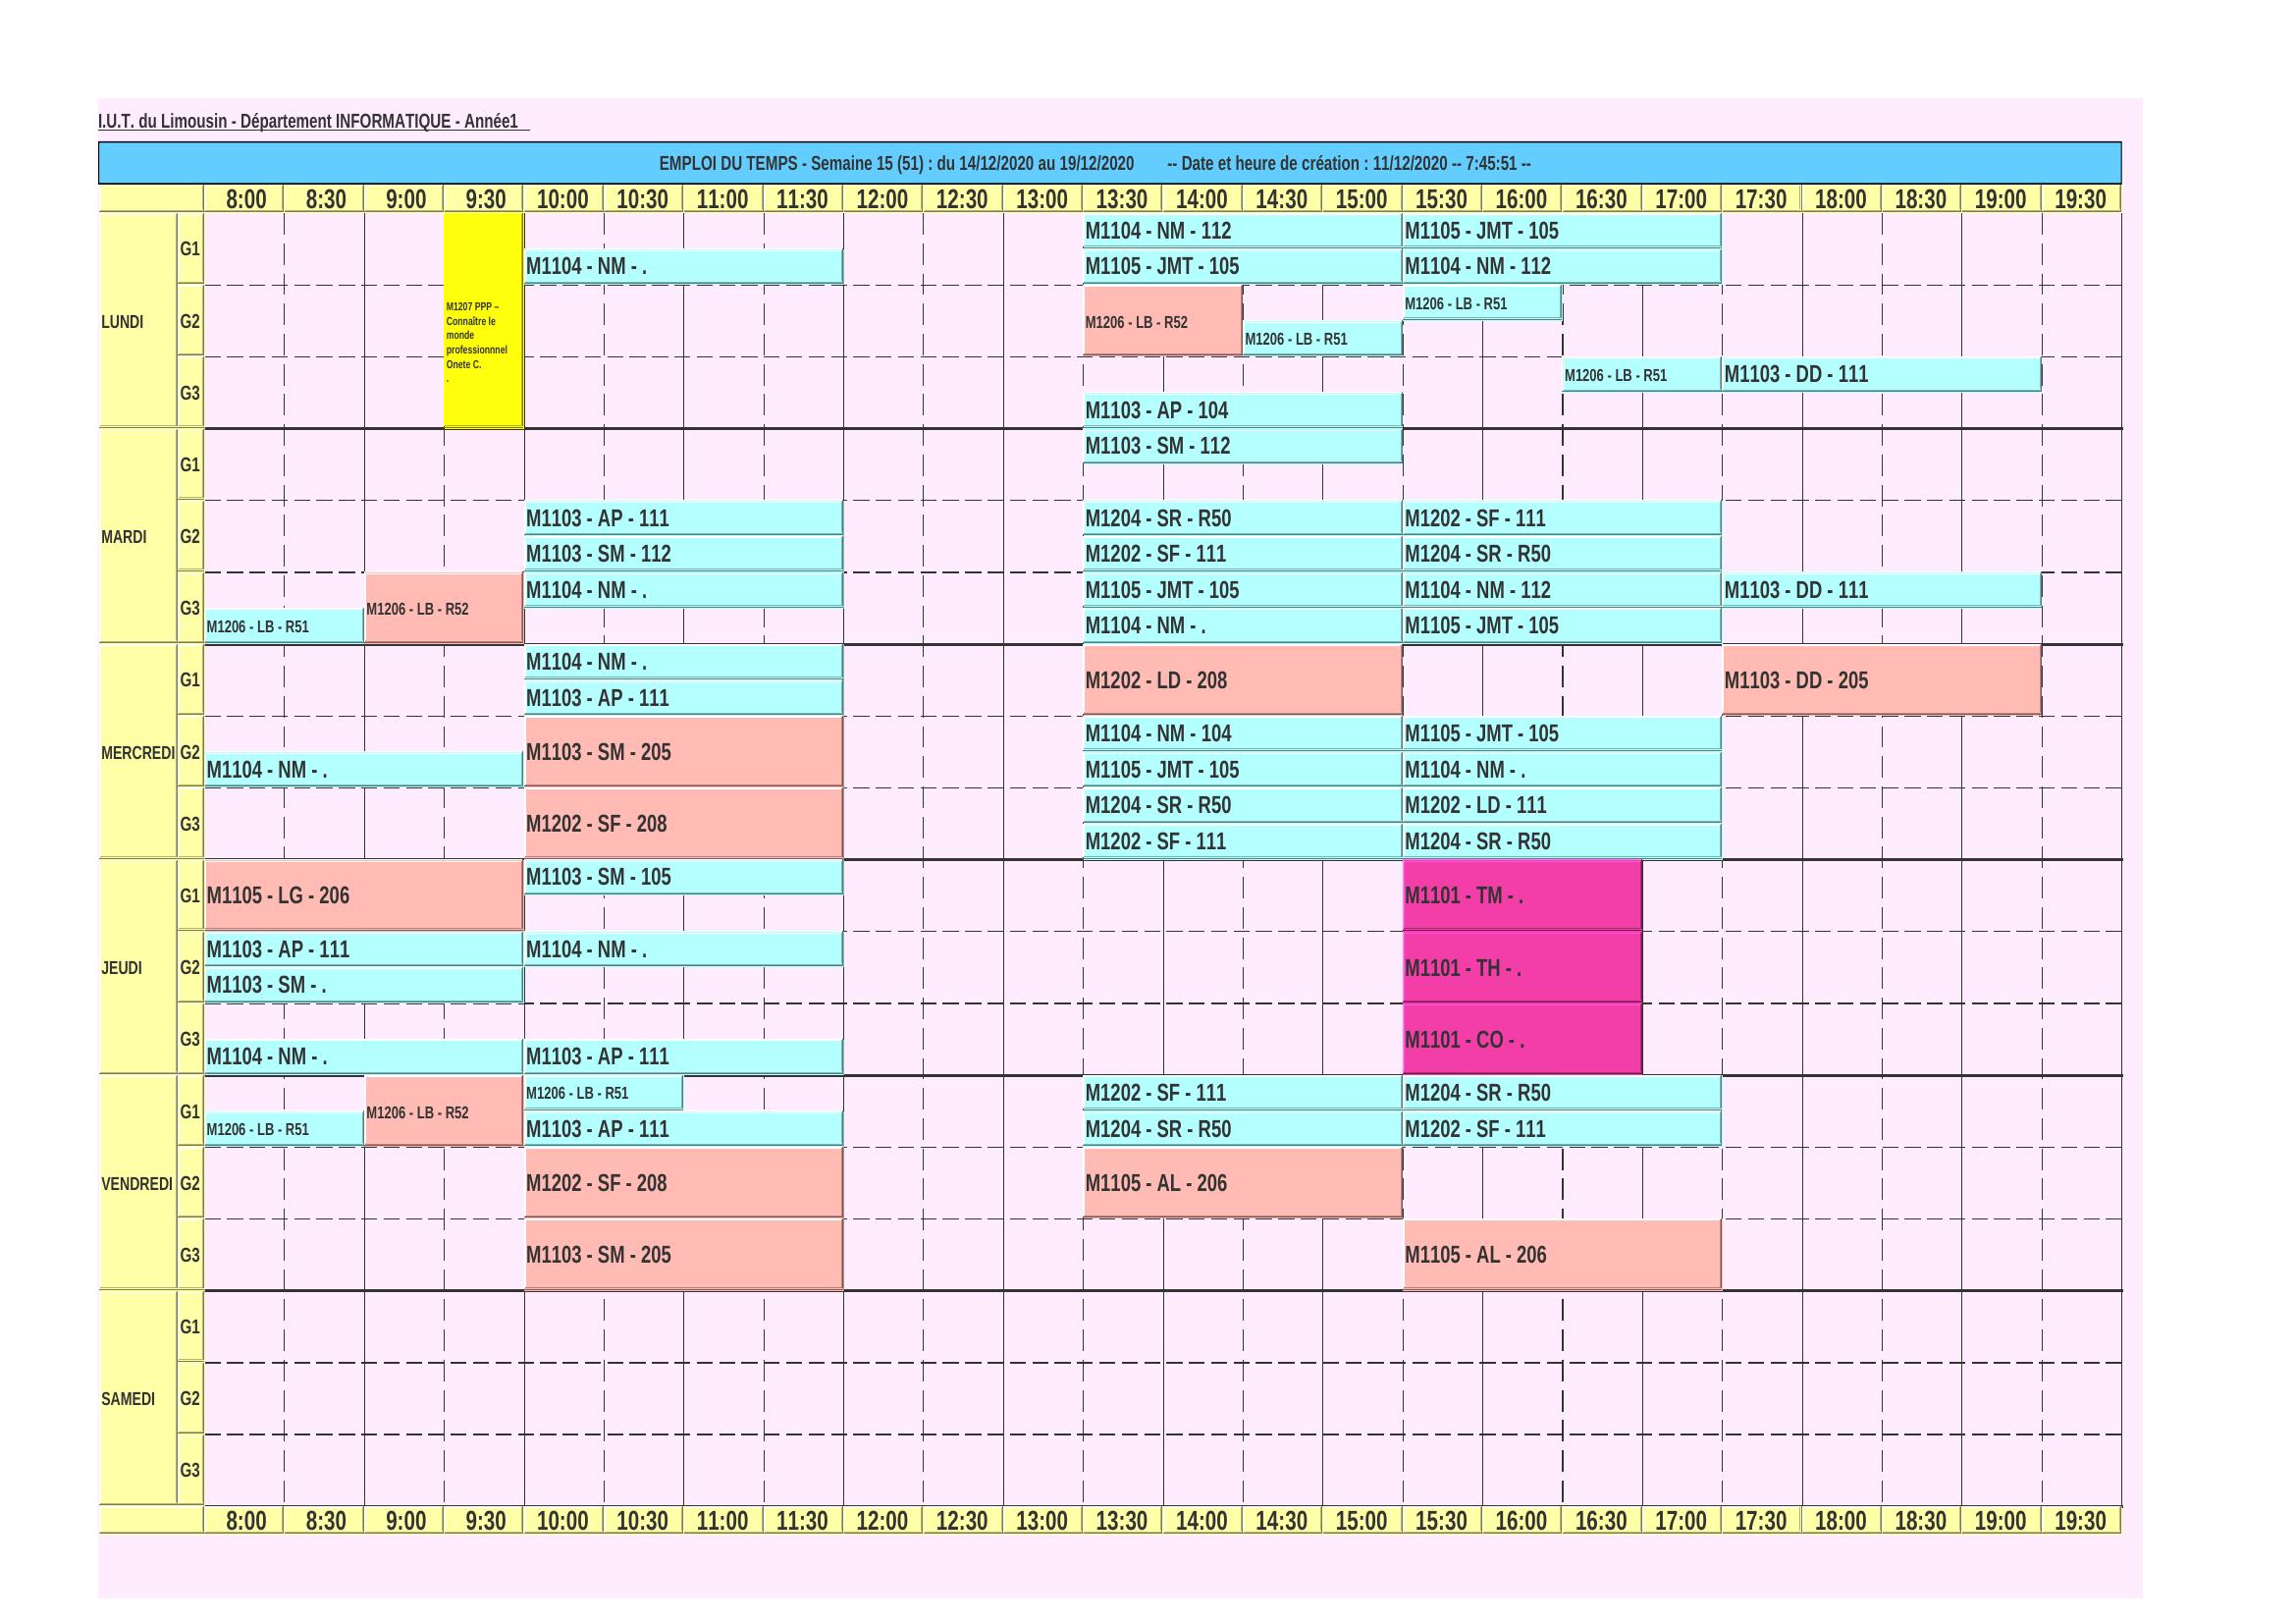 I.U.T. du Limousin - Département INFORMATIQUE - Année1
EMPLOI DU TEMPS - Semaine 15 (51) : du 14/12/2020 au 19/12/2020 -- Date et heure de création : 11/12/2020 -- 7:45:51 --
8:00 8:30 9:00 9:30 10:00 10:30 11:00 11:30 12:00 12:30 13:00 13:30 14:00 14:30 15:00 15:30 16:00 16:30 17:00 17:30 18:00 18:30 19:00 19:30
LUNDI
G1
M1104 - NM - 112 M1105 - JMT - 105
M1104 - NM - . M1105 - JMT - 105 M1104 - NM - 112
M1207 PPP –
Connaître le
monde
professionnnel
Onete C.
.
G2
M1206 - LB - R52 M1206 - LB - R51
M1206 - LB - R51
G3
M1206 - LB - R51 M1103 - DD - 111
M1103 - AP - 104
MARDI
G1
M1103 - SM - 112
G2
M1103 - AP - 111 M1204 - SR - R50 M1202 - SF - 111
M1103 - SM - 112 M1202 - SF - 111 M1204 - SR - R50
G3
M1206 - LB - R52 M1104 - NM - . M1105 - JMT - 105 M1104 - NM - 112 M1103 - DD - 111
M1206 - LB - R51 M1104 - NM - . M1105 - JMT - 105
MERCREDI
G1
M1104 - NM - . M1202 - LD - 208 M1103 - DD - 205
M1103 - AP - 111
G2
M1103 - SM - 205 M1104 - NM - 104 M1105 - JMT - 105
M1104 - NM - . M1105 - JMT - 105 M1104 - NM - .
G3
M1202 - SF - 208 M1204 - SR - R50 M1202 - LD - 111
M1202 - SF - 111 M1204 - SR - R50
JEUDI
G1
M1105 - LG - 206 M1103 - SM - 105 M1101 - TM - .
G2
M1103 - AP - 111 M1104 - NM - . M1101 - TH - .
M1103 - SM - .
G3
M1101 - CO - .
M1104 - NM - . M1103 - AP - 111
VENDREDI
G1
M1206 - LB - R52 M1206 - LB - R51 M1202 - SF - 111 M1204 - SR - R50
M1206 - LB - R51 M1103 - AP - 111 M1204 - SR - R50 M1202 - SF - 111
G2
M1202 - SF - 208 M1105 - AL - 206
G3
M1103 - SM - 205 M1105 - AL - 206
SAMEDI
G1
G2
G3
8:00 8:30 9:00 9:30 10:00 10:30 11:00 11:30 12:00 12:30 13:00 13:30 14:00 14:30 15:00 15:30 16:00 16:30 17:00 17:30 18:00 18:30 19:00 19:30